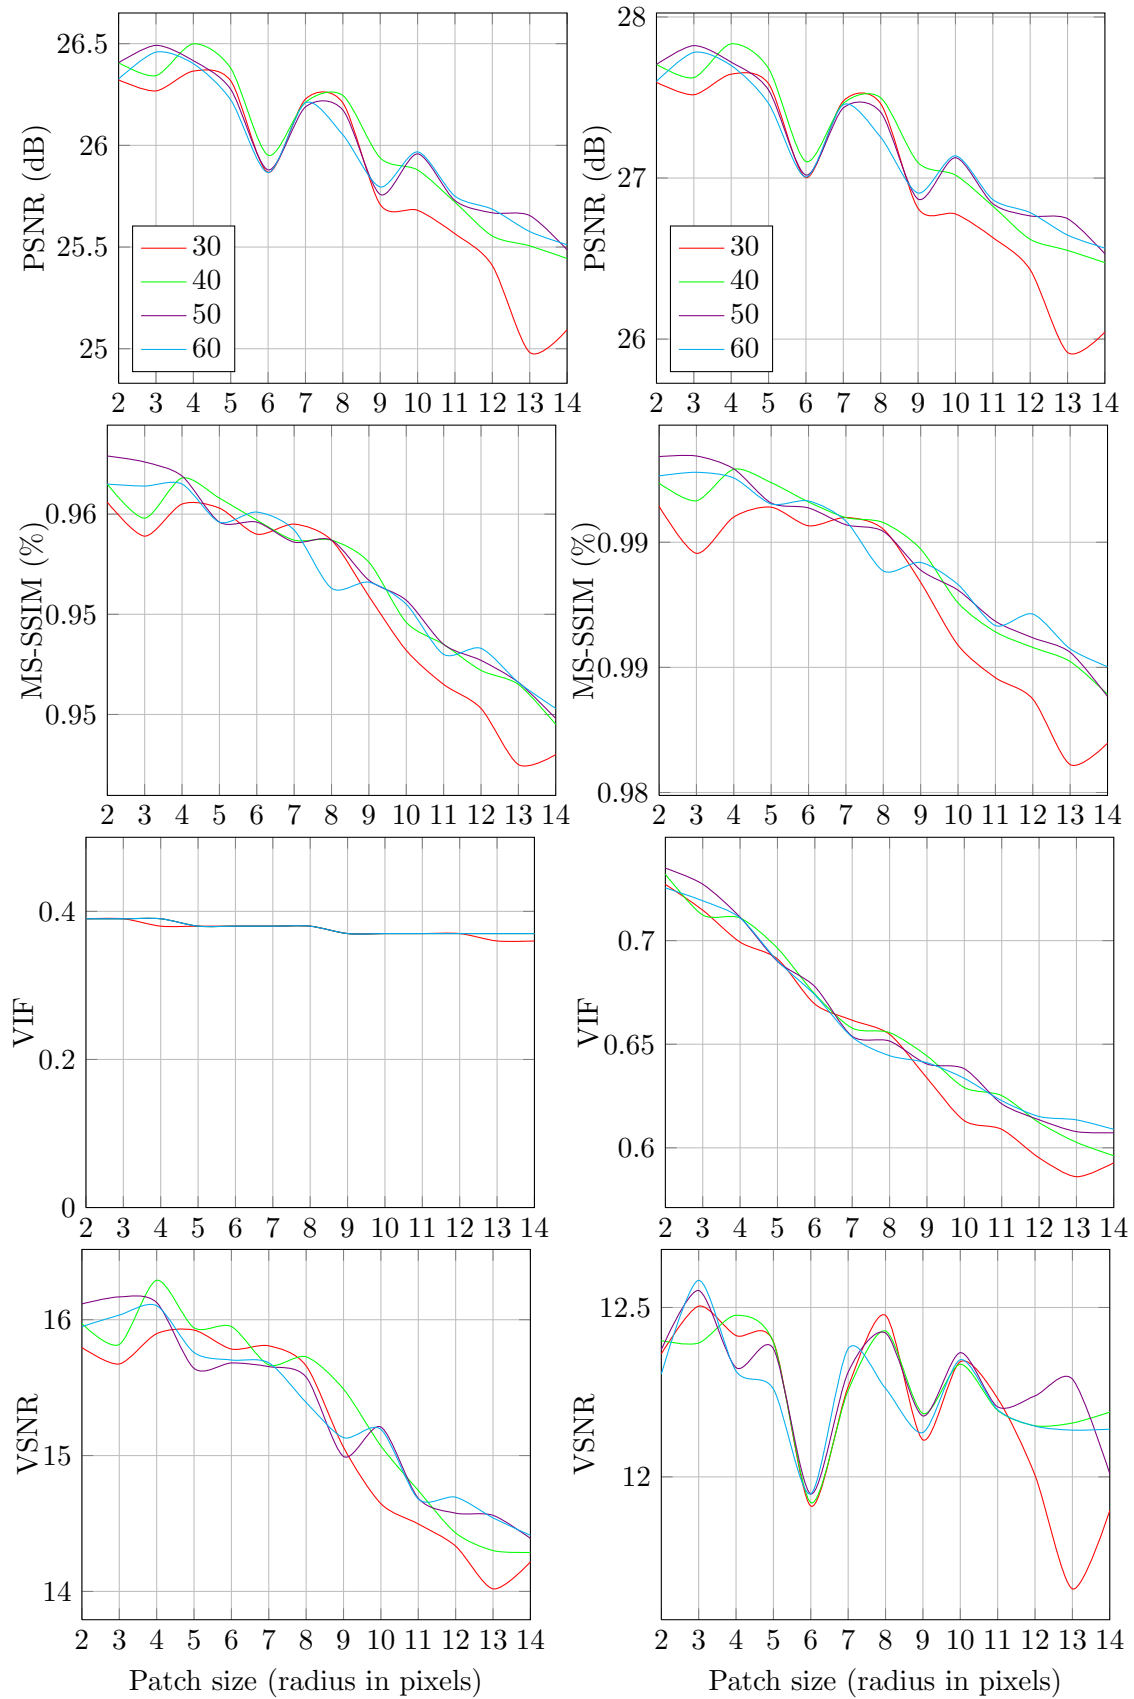 26.5
26
25.5
25
PSNR (dB)
30
40
50
60
2 3 4 5 6 7 8 9 10 11 12 13 14
28
27
26
PSNR (dB)
30
40
50
60
2 3 4 5 6 7 8 9 10 11 12 13 14
0.96
0.95
0.95
MS-SSIM (%)
2 3 4 5 6 7 8 9 10 11 12 13 14
0.99
0.99
0.98
MS-SSIM (%)
2 3 4 5 6 7 8 9 10 11 12 13 14
0.4
0.2
0
VIF
2 3 4 5 6 7 8 9 10 11 12 13 14
0.7
0.65
0.6
VIF
2 3 4 5 6 7 8 9 10 11 12 13 14
16
15
14
VSNR
2 3 4 5 6 7 8 9 10 11 12 13 14
Patch size (radius in pixels)
12.5
12
VSNR
2 3 4 5 6 7 8 9 10 11 12 13 14
Patch size (radius in pixels)